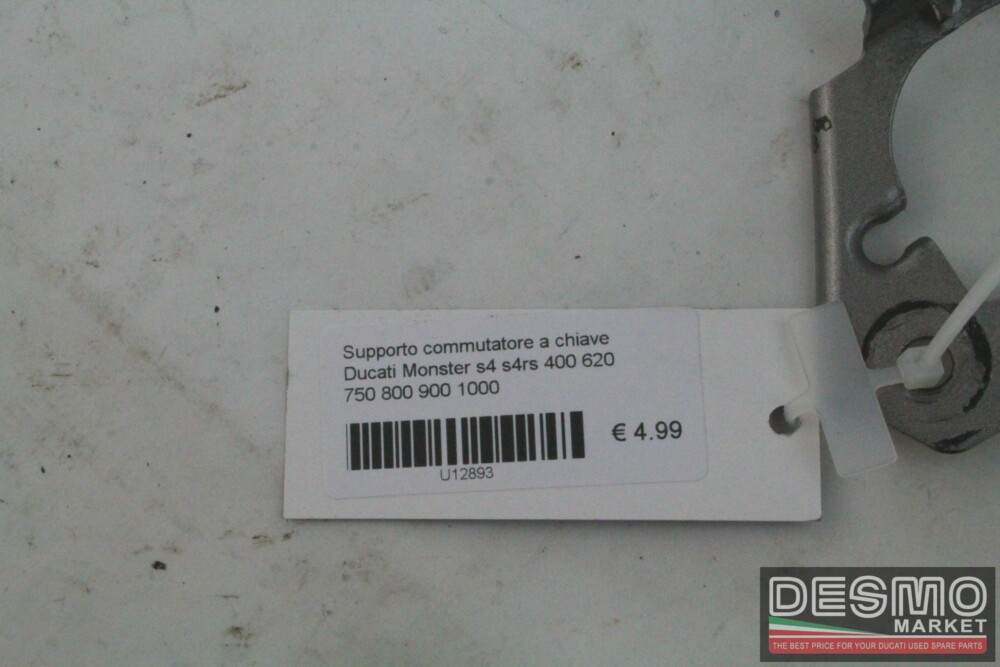 Supporto commutatore a chiave
Ducati Monster s4 s4rs 400 620
750 800 900 1000
€ 4.99
U12893
DESMO
MARKET
THE BEST PRICE FOR YOUR DUCATI USED SPARE PARTS